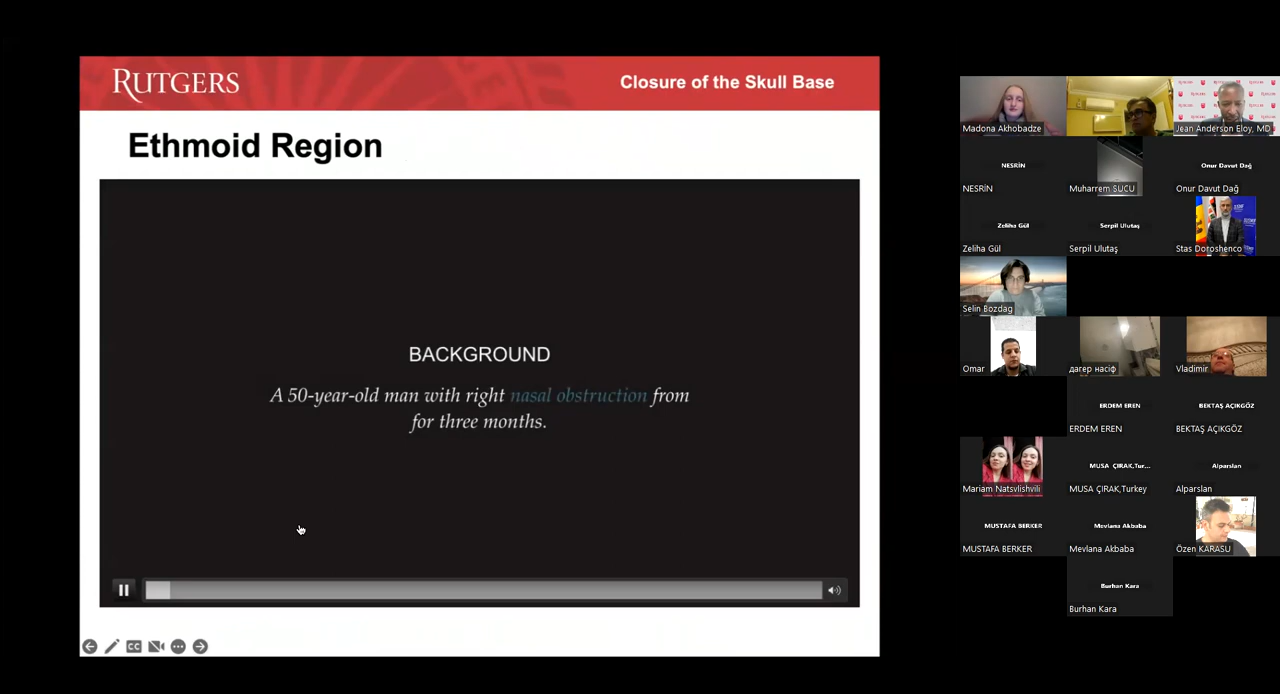 RUTGERS
Closure of the Skull Base
Ethmoid Region
BACKGROUND
A 50-year-old man with right nasal obstruction from
for three months.
CC
Madona Akhobadze
Jean Anderson Eloy, MD
NESRİN
NESRİN
Muharrem SUCU
Onur Davut Dağ
Onur Davut Dağ
Zeliha Gül
Zeliha Gül
Serpil Ulutaş
Serpil Ulutaş
Stas Doroshenco
Selin Bozdag
Omar
дагер насіф
Vladimir
ERDEM EREN
ERDEM EREN
BEKTAŞ AÇIKGÖZ
BEKTAŞ AÇIKGÖZ
Mariam Natsvlishvili
MUSA ÇIRAK,Tur...
MUSA ÇIRAK,Turkey
Alparslan
Alparslan
MUSTAFA BERKER
MUSTAFA BERKER
Mevlana Akbaba
Mevlana Akbaba
Özen KARASU
Burhan Kara
Burhan Kara